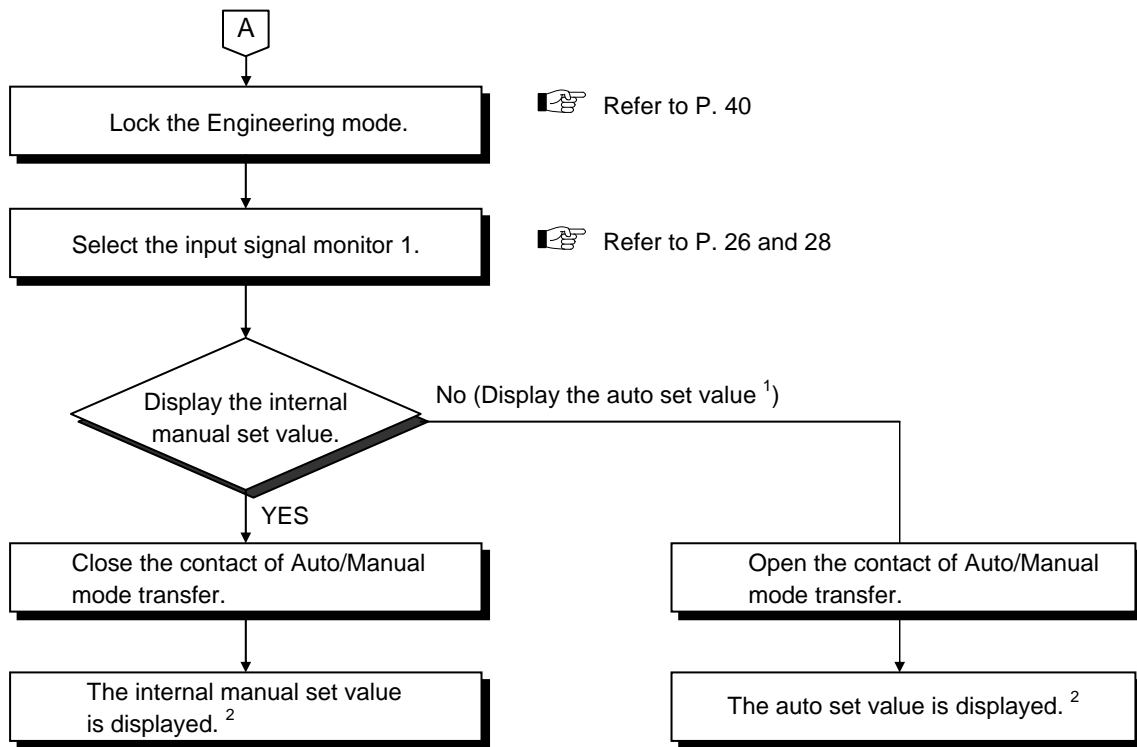 A
Lock the Engineering mode.
Refer to P. 40
Select the input signal monitor 1.
Refer to P. 26 and 28
Display the internal
manual set value.
No (Display the auto set value 1)
YES
Close the contact of Auto/Manual
mode transfer.
Open the contact of Auto/Manual
mode transfer.
The internal manual set value
is displayed. 2
The auto set value is displayed. 2